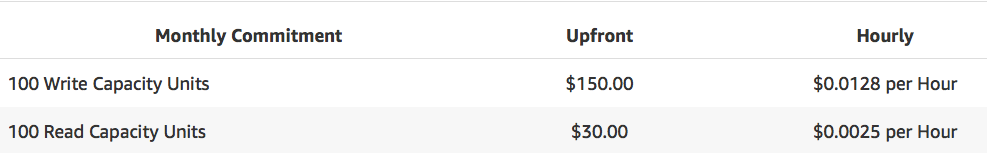 Monthly Commitment Upfront Hourly
100 Write Capacity Units $150.00 $0.0128 per Hour
100 Read Capacity Units $30.00 $0.0025 per Hour